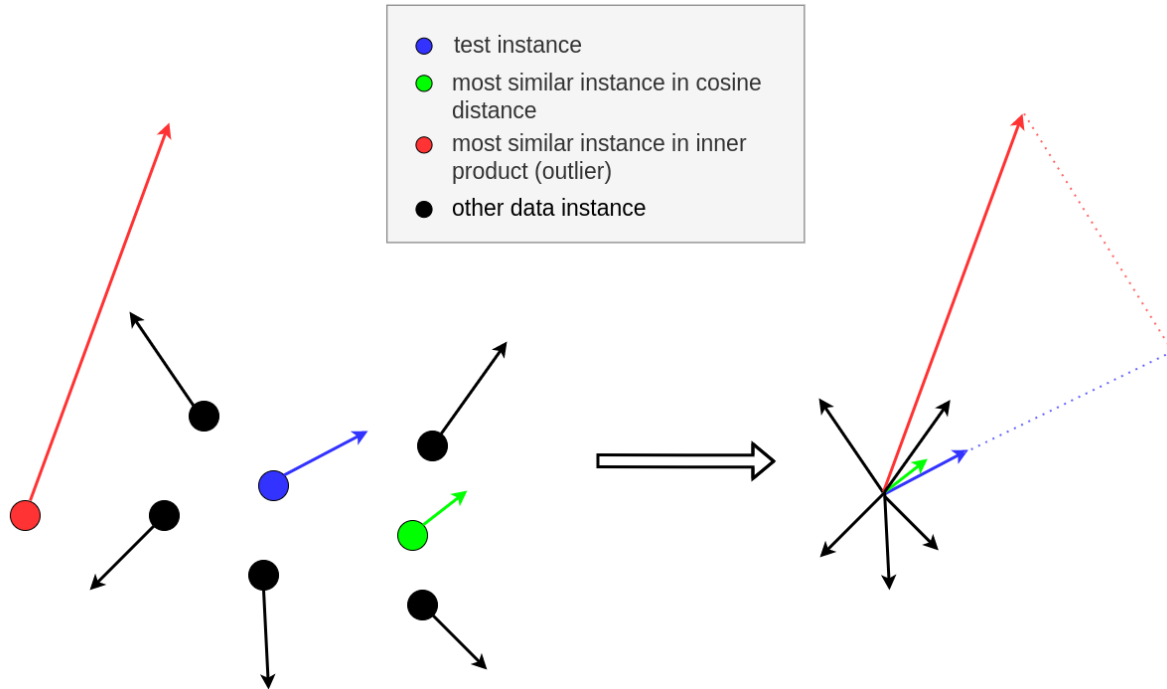 test instance
most similar instance in cosine
distance
most similar instance in inner
product (outlier)
other data instance